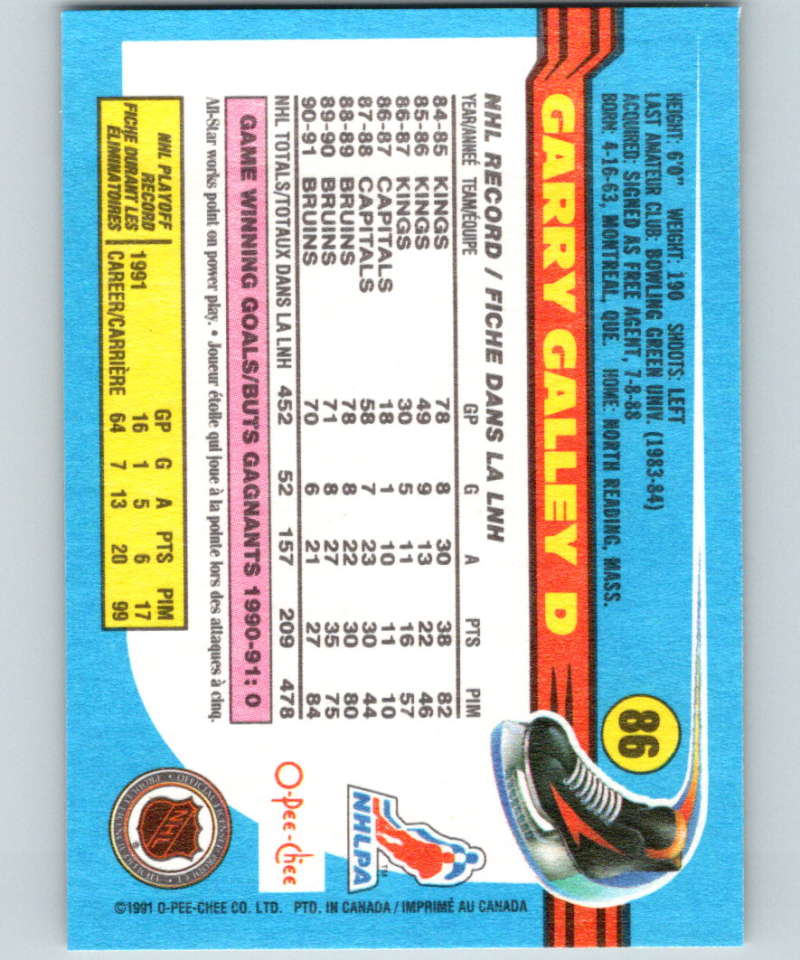 HEIGHT: 6'0" WEIGHT: 190 SHOOTS: LEFT
LAST AMATEUR CLUB: BOWLING GREEN UNIV. (1983-84)
ACQUIRED: SIGNED AS FREE AGENT, 7-8-88
BORN: 4-16-63, MONTREAL, QUE. HOME: NORTH READING, MASS.
86
GARRY GALLEY D
NHL RECORD / FICHE DANS LA LNH
YEAR/ANNÉE TEAM/ÉQUIPE GP G A PTS PIM
84-85 KINGS 78 8 30 38 82
85-86 KINGS 49 9 13 22 46
86-87 KINGS 30 5 11 16 57
86-87 CAPITALS 18 1 10 11 10
87-88 CAPITALS 58 7 23 30 44
88-89 BRUINS 78 8 22 30 80
89-90 BRUINS 71 8 27 35 75
90-91 BRUINS 70 6 21 27 84
NHL TOTALS/TOTAUX DANS LA LNH 452 52 157 209 478
GAME WINNING GOALS/BUTS GAGNANTS 1990-91: 0
All-Star works point on power play. • Joueur étoile qui joue à la pointe lors des attaques à cinq.
NHL PLAYOFF
RECORD
FICHE DURANT LES
ÉLIMINATOIRES
GP G A PTS PIM
1991 16 1 5 6 17
CAREER/CARRIÈRE 64 7 13 20 99
NHLPA
TM
O-Pee-Chee
NHL
©1991 O-PEE-CHEE CO. LTD. PTD. IN CANADA / IMPRIMÉ AU CANADA